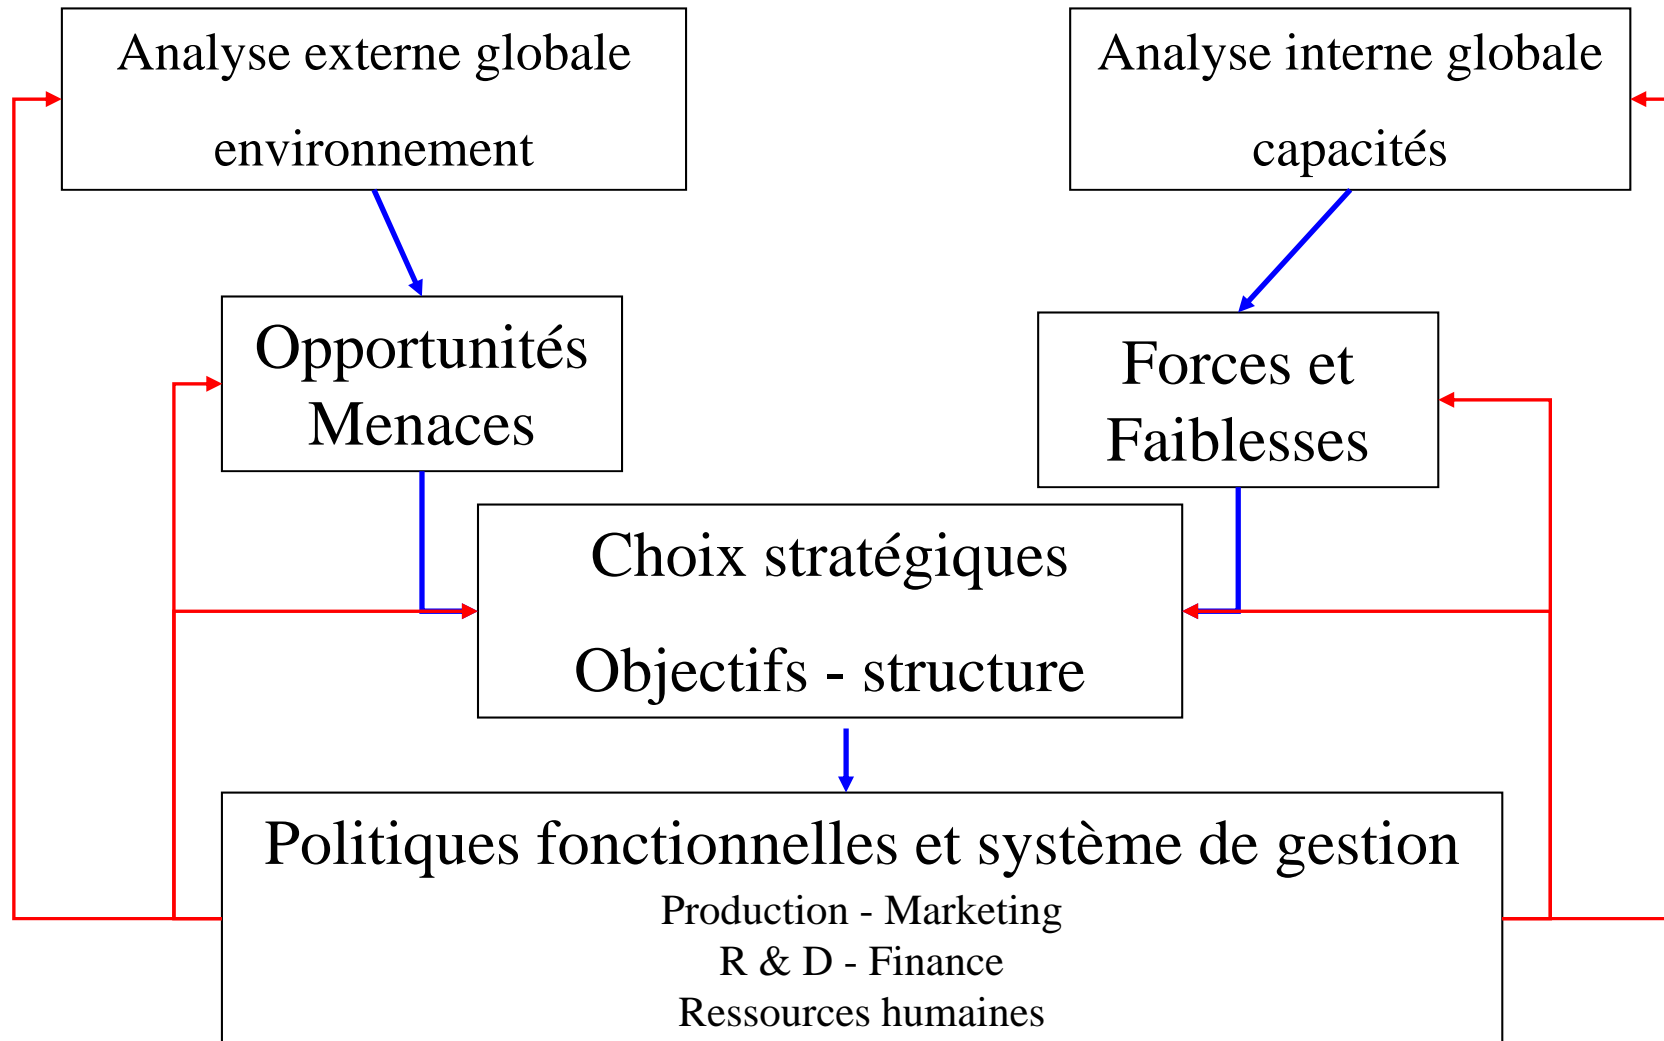 Analyse externe globale
environnement
Analyse interne globale
capacités
Opportunités
Menaces
Forces et
Faiblesses
Choix stratégiques
Objectifs - structure
Politiques fonctionnelles et système de gestion
Production - Marketing
R & D - Finance
Ressources humaines